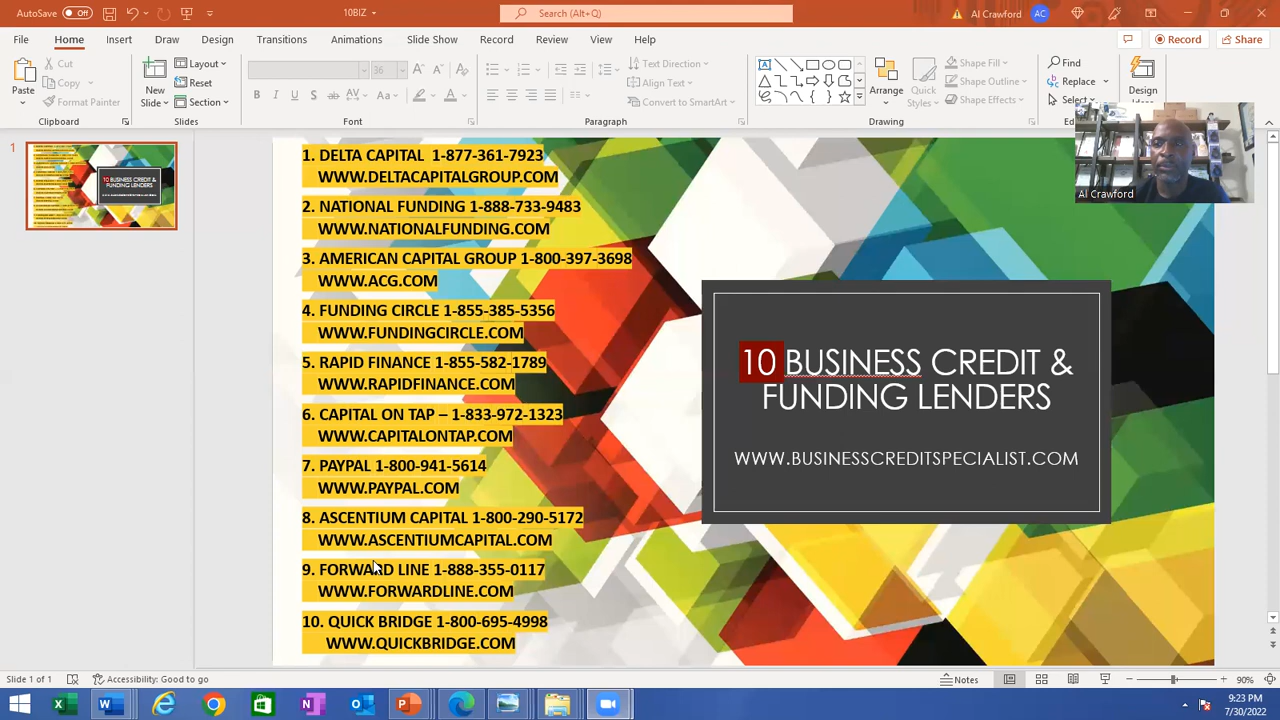 AutoSave Off 10BIZ Search (Alt+Q) Al Crawford AC
File Home Insert Draw Design Transitions Animations Slide Show Record Review View Help Record Share
Paste Cut Copy Format Painter New Slide Layout Reset Section 36 Text Direction Align Text Convert to SmartArt Arrange Quick Styles Shape Fill Shape Outline Shape Effects Find Replace Select Design Ideas
Clipboard Slides Font Paragraph Drawing
Al Crawford
1
1. DELTA CAPITAL 1-877-361-7923
WWW.DELTACAPITALGROUP.COM
2. NATIONAL FUNDING 1-888-733-9483
WWW.NATIONALFUNDING.COM
3. AMERICAN CAPITAL GROUP 1-800-397-3698
WWW.ACG.COM
4. FUNDING CIRCLE 1-855-385-5356
WWW.FUNDINGCIRCLE.COM
5. RAPID FINANCE 1-855-582-1789
WWW.RAPIDFINANCE.COM
6. CAPITAL ON TAP – 1-833-972-1323
WWW.CAPITALONTAP.COM
7. PAYPAL 1-800-941-5614
WWW.PAYPAL.COM
8. ASCENTIUM CAPITAL 1-800-290-5172
WWW.ASCENTIUMCAPITAL.COM
9. FORWARD LINE 1-888-355-0117
WWW.FORWARDLINE.COM
10. QUICK BRIDGE 1-800-695-4998
WWW.QUICKBRIDGE.COM
10 BUSINESS CREDIT &
FUNDING LENDERS
WWW.BUSINESSCREDITSPECIALIST.COM
Slide 1 of 1 Accessibility: Good to go Notes 90%
9:23 PM
7/30/2022